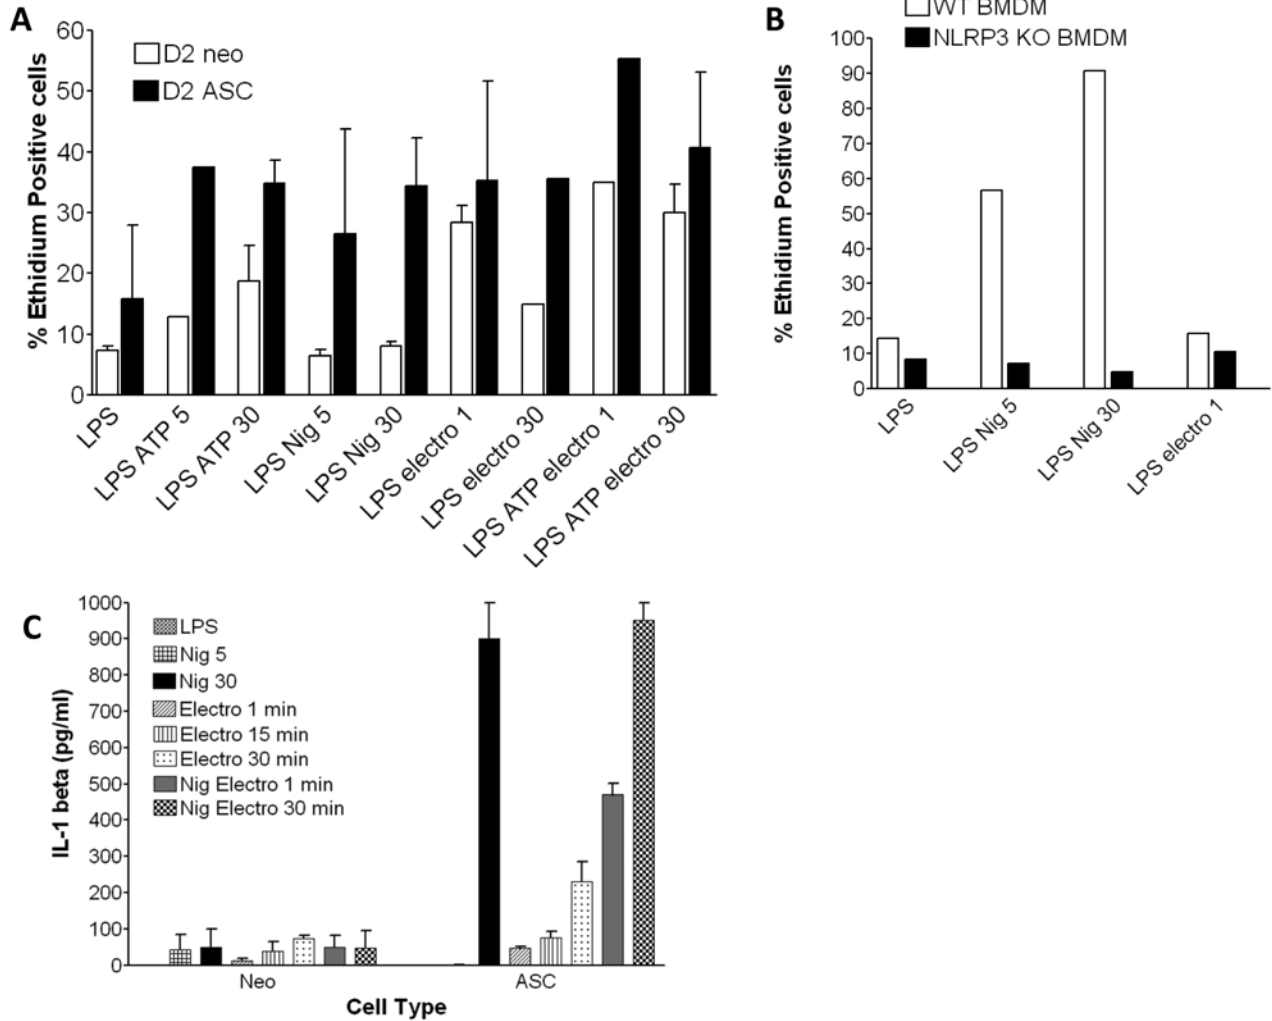 A
60
50
40
30
20
10
0
% Ethidium Positive cells
D2 neo
D2 ASC
LPS
LPS ATP 5
LPS ATP 30
LPS Nig 5
LPS Nig 30
LPS electro 1
LPS electro 30
LPS ATP electro 1
LPS ATP electro 30
B
WT BMDM
NLRP3 KO BMDM
100
90
80
70
60
50
40
30
20
10
0
% Ethidium Positive cells
LPS
LPS Nig 5
LPS Nig 30
LPS electro 1
C
1000
900
800
700
600
500
400
300
200
100
0
IL-1 beta (pg/ml)
LPS
Nig 5
Nig 30
Electro 1 min
Electro 15 min
Electro 30 min
Nig Electro 1 min
Nig Electro 30 min
Neo
ASC
Cell Type